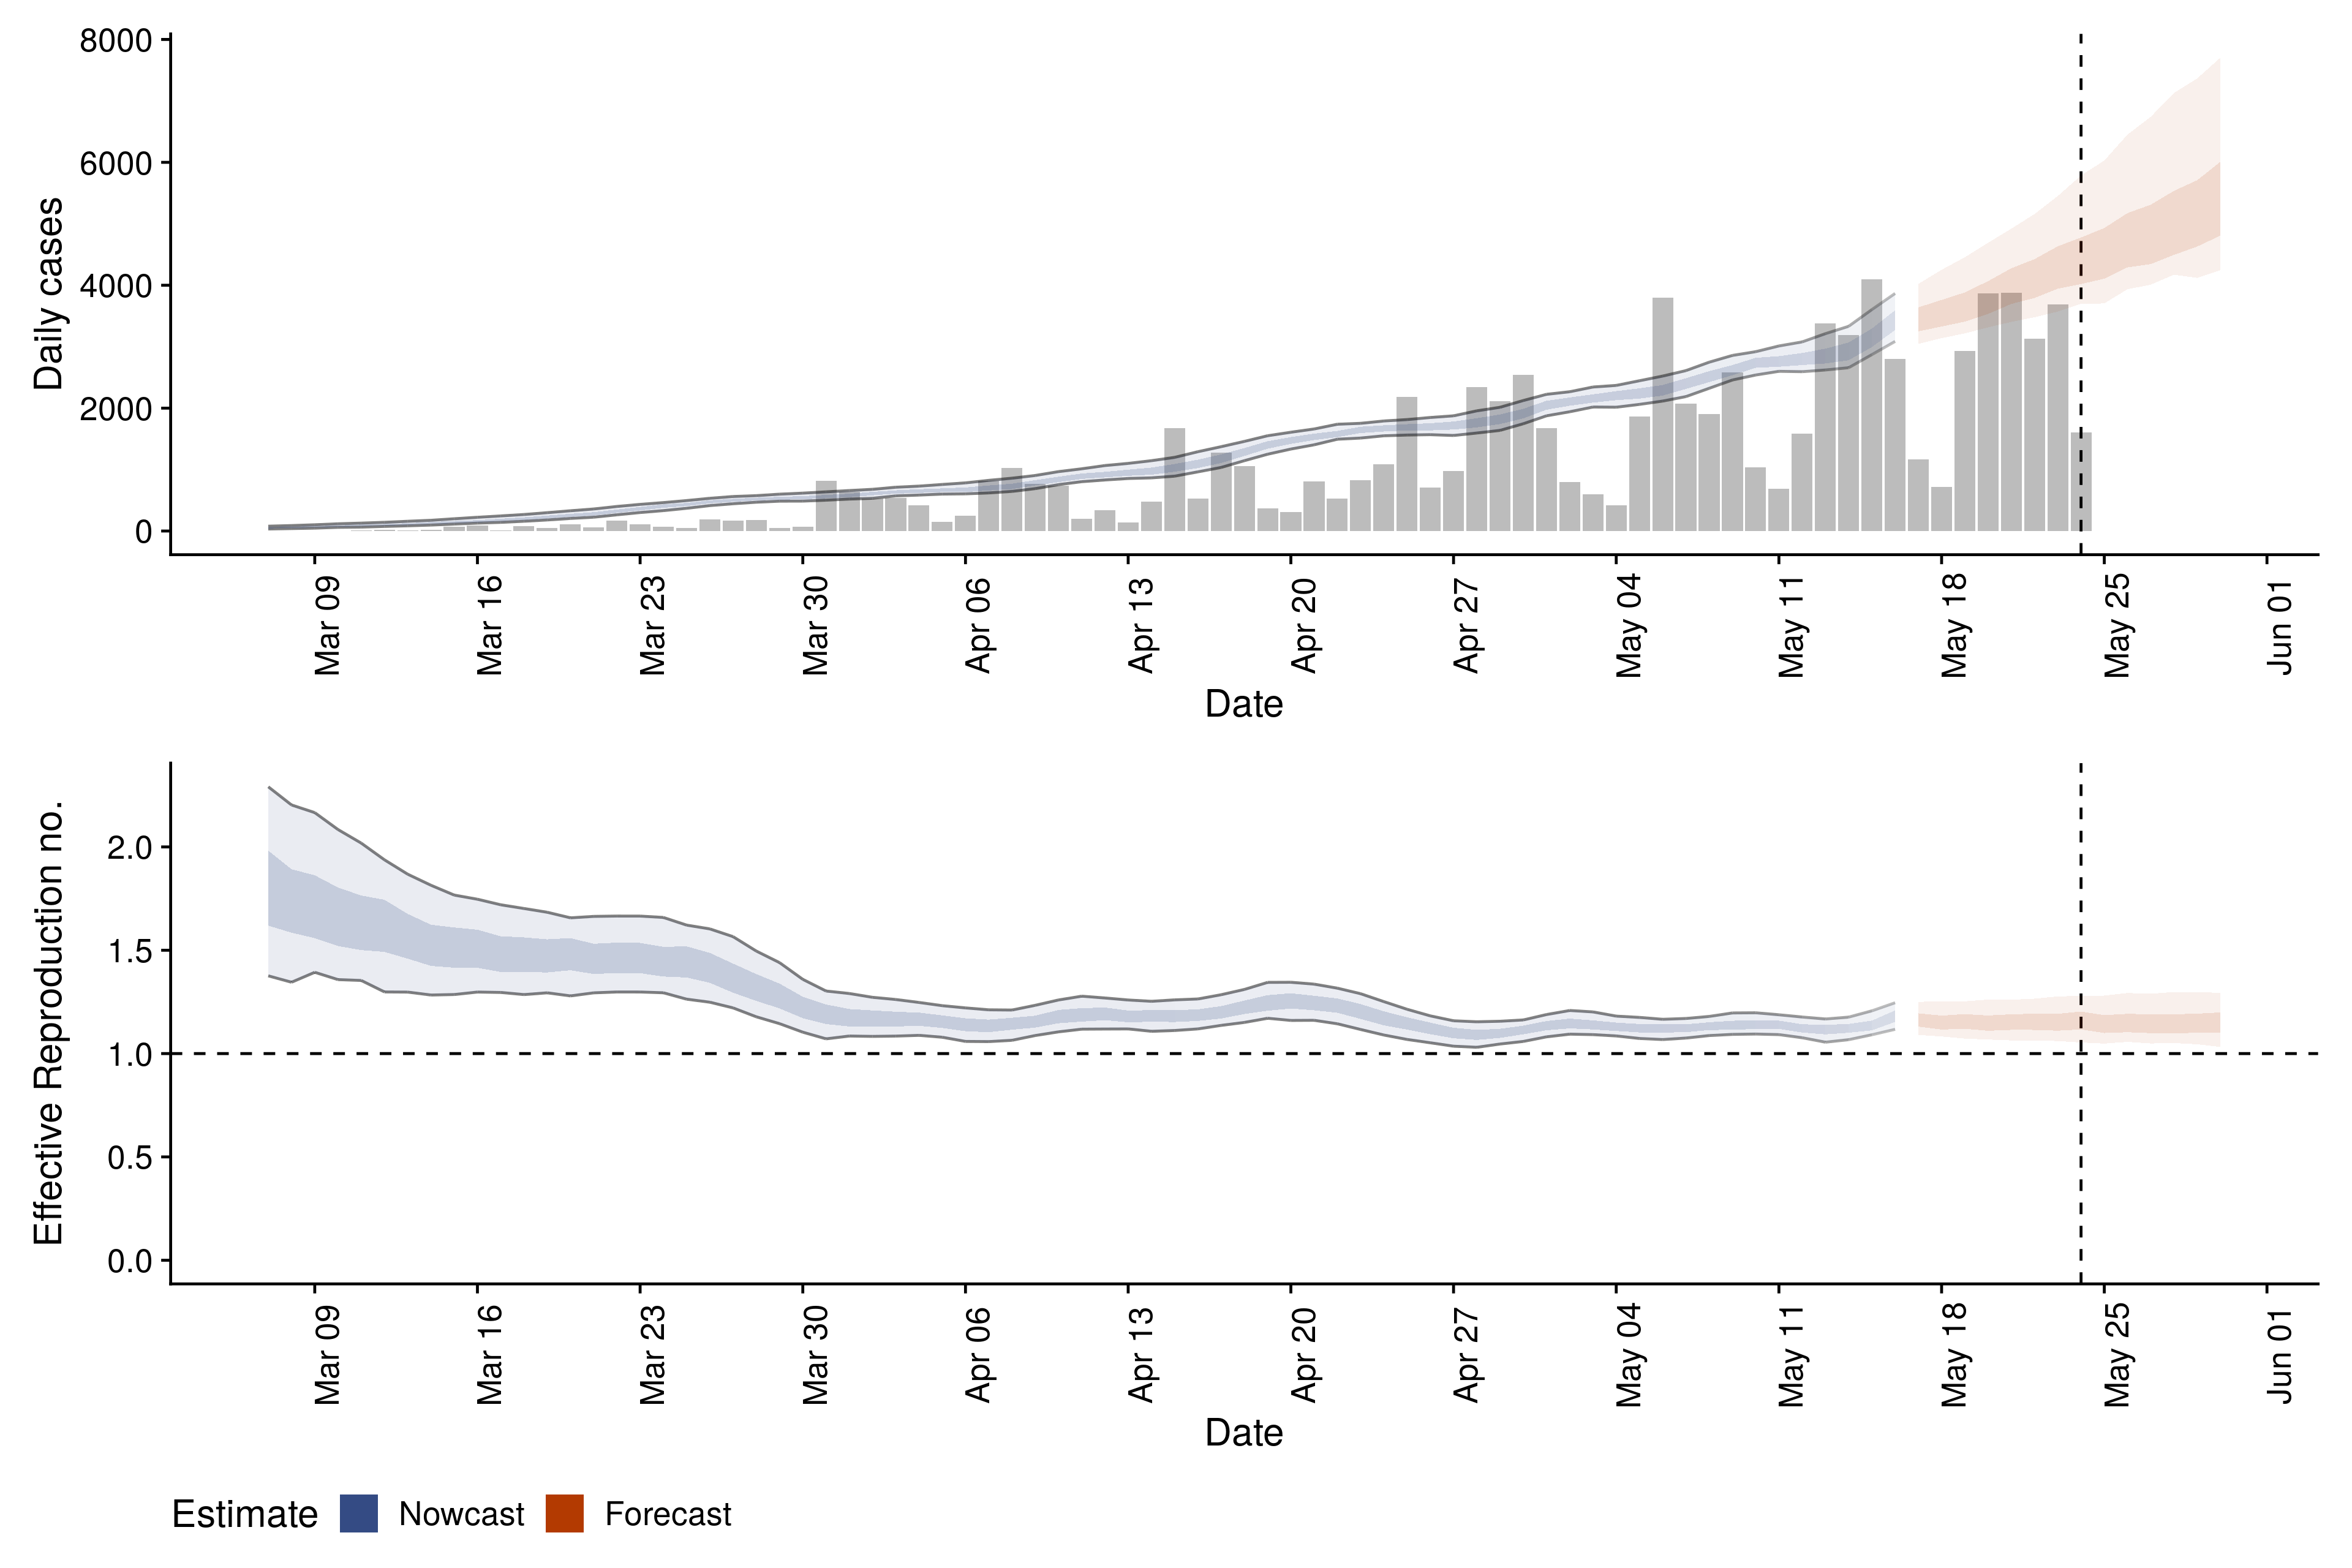 Daily cases
8000
6000
4000
2000
0
Mar 09
Mar 16
Mar 23
Mar 30
Apr 06
Apr 13
Apr 20
Apr 27
May 04
May 11
May 18
May 25
Jun 01
Date
Effective Reproduction no.
2.0
1.5
1.0
0.5
0.0
Mar 09
Mar 16
Mar 23
Mar 30
Apr 06
Apr 13
Apr 20
Apr 27
May 04
May 11
May 18
May 25
Jun 01
Date
Estimate Nowcast Forecast